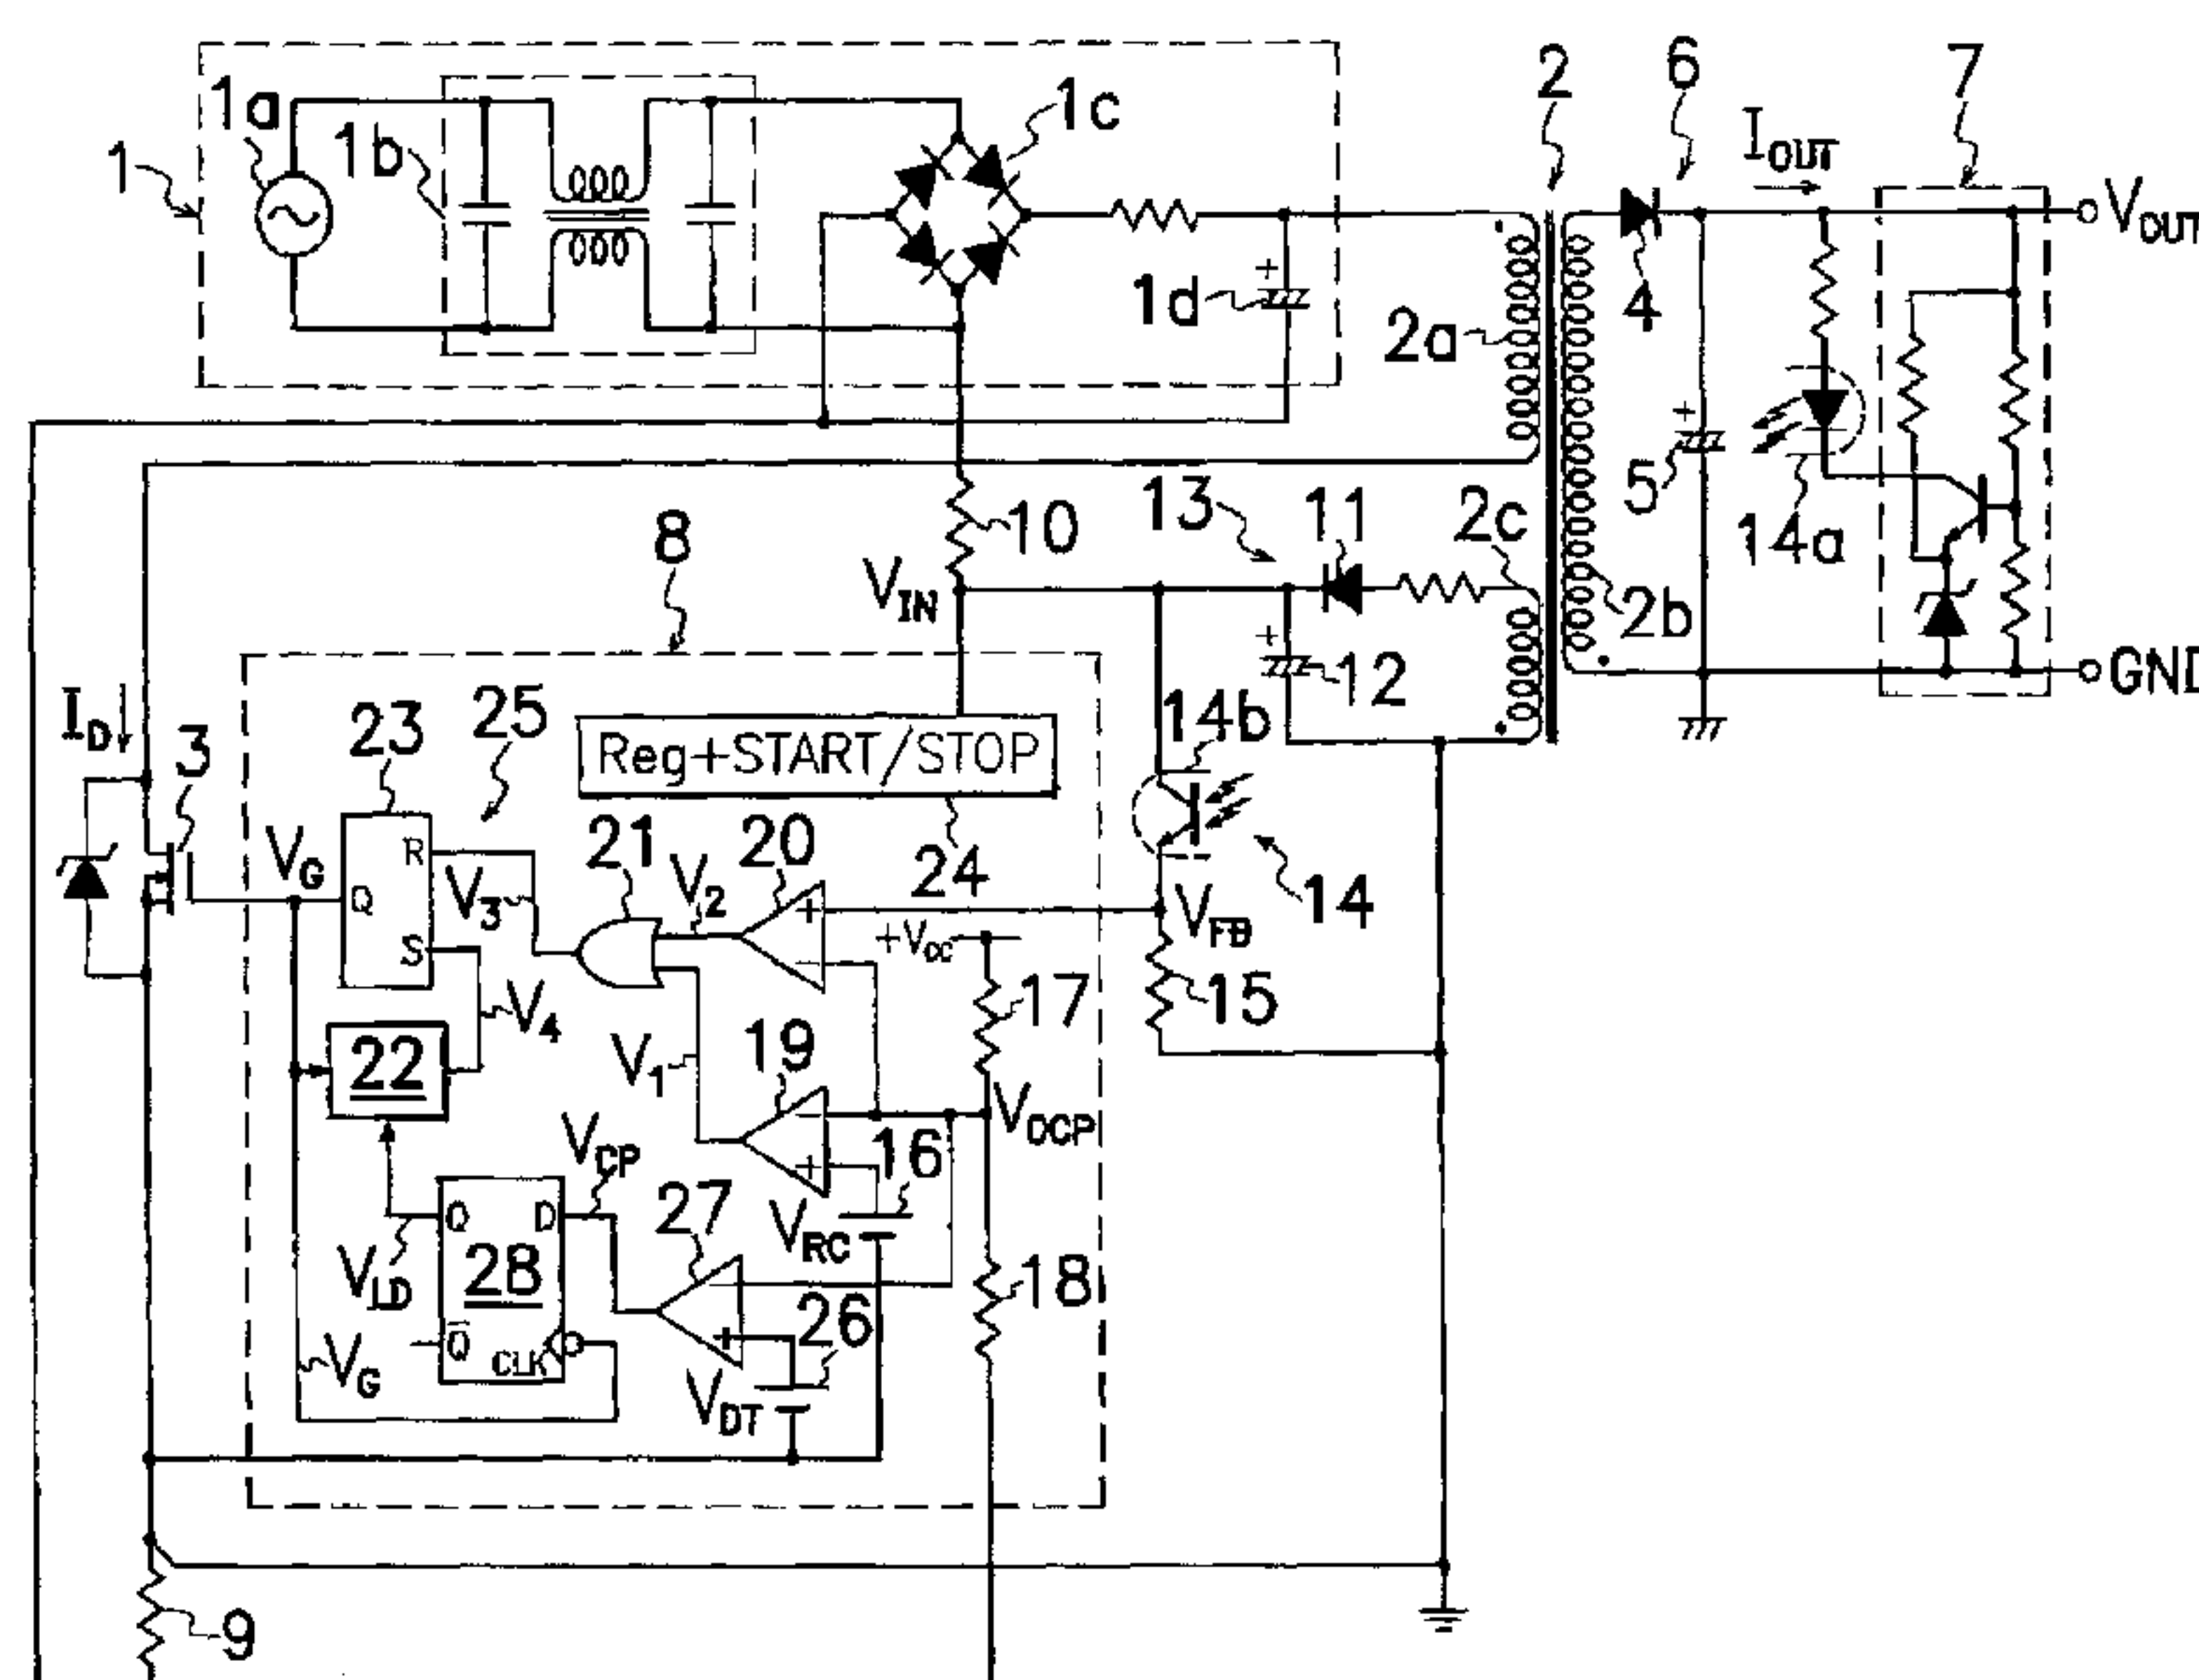 1
1a
1b
1c
1d
2
6
7
I_OUT
V_OUT
4
2a
5
14a
2b
GND
10
13
11
2c
V_IN
12
8
I_D
3
23
25
Reg+START/STOP
14b
14
V_G
R
Q
S
V_3
21
V_2
20
24
+V_CC
V_FB
15
17
V_4
22
V_1
19
V_OCP
16
V_CP
V_RC
27
Q
D
28
V_LD
Q̅
CLK
V_G
26
V_DT
18
9